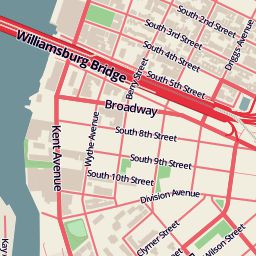 South 2nd Street
South 3rd Street
South 4th Street
South 5th Street
Driggs Avenue
Williamsburg Bridge
Berry Street
Broadway
Wythe Avenue
South 8th Street
Kent Avenue
South 9th Street
South 10th Street
Division Avenue
Clymer Street
Wilson Street